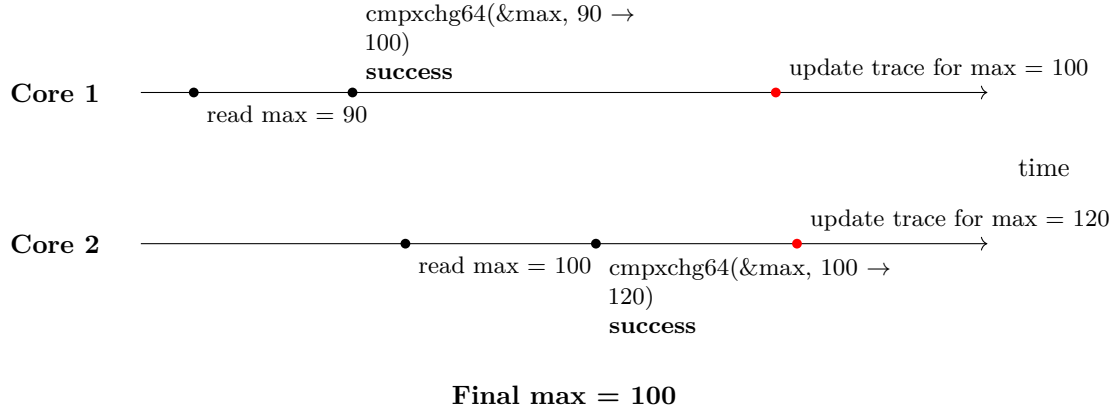 cmpxchg64(&max, 90 →
100)
success
update trace for max = 100
Core 1
read max = 90
time
update trace for max = 120
Core 2
read max = 100
cmpxchg64(&max, 100 →
120)
success
Final max = 100